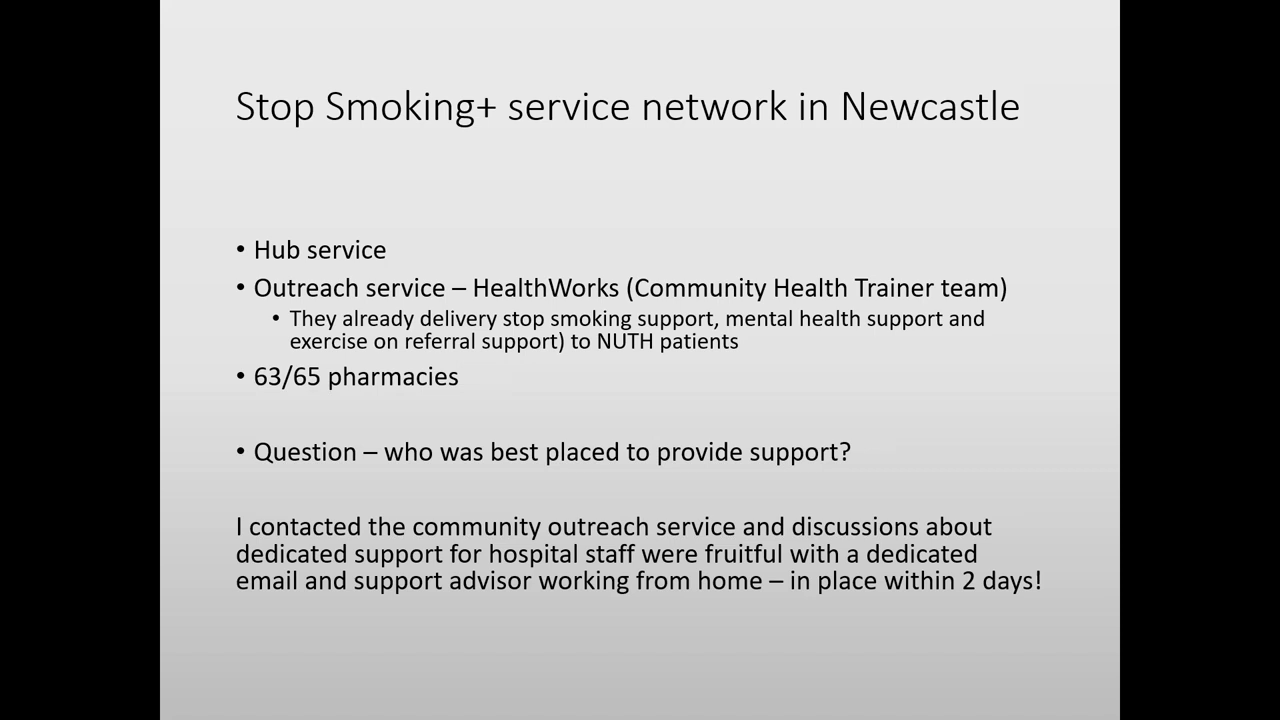 Stop Smoking+ service network in Newcastle
• Hub service
• Outreach service – HealthWorks (Community Health Trainer team)
• They already delivery stop smoking support, mental health support and
exercise on referral support) to NUTH patients
• 63/65 pharmacies
• Question – who was best placed to provide support?
I contacted the community outreach service and discussions about
dedicated support for hospital staff were fruitful with a dedicated
email and support advisor working from home – in place within 2 days!